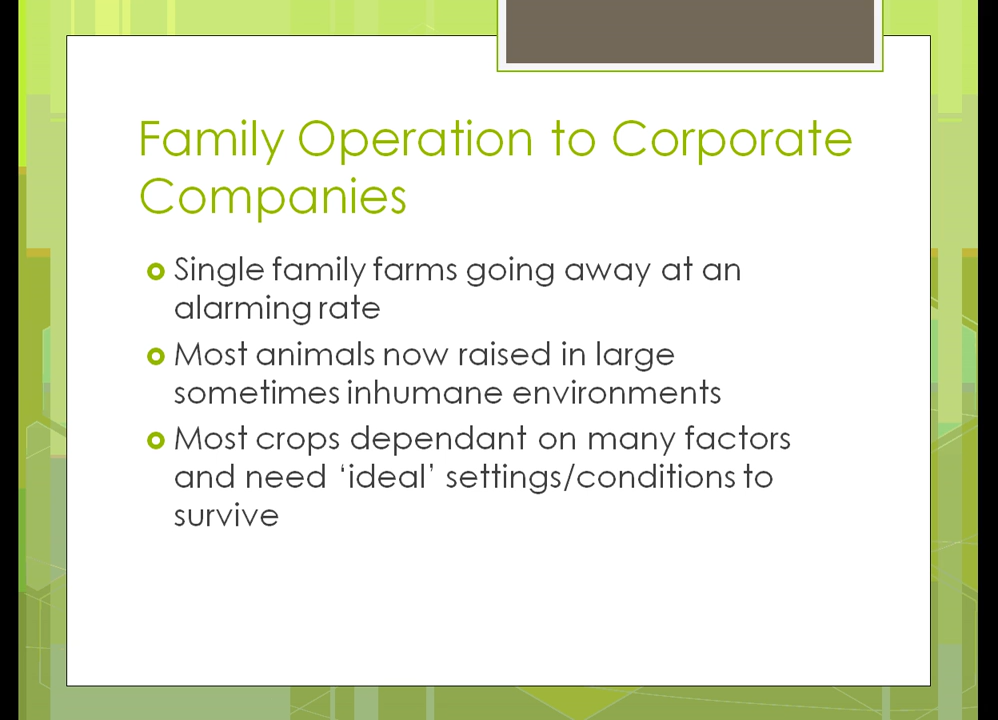 Family Operation to Corporate
Companies
Single family farms going away at an
alarming rate
Most animals now raised in large
sometimes inhumane environments
Most crops dependant on many factors
and need ‘ideal’ settings/conditions to
survive